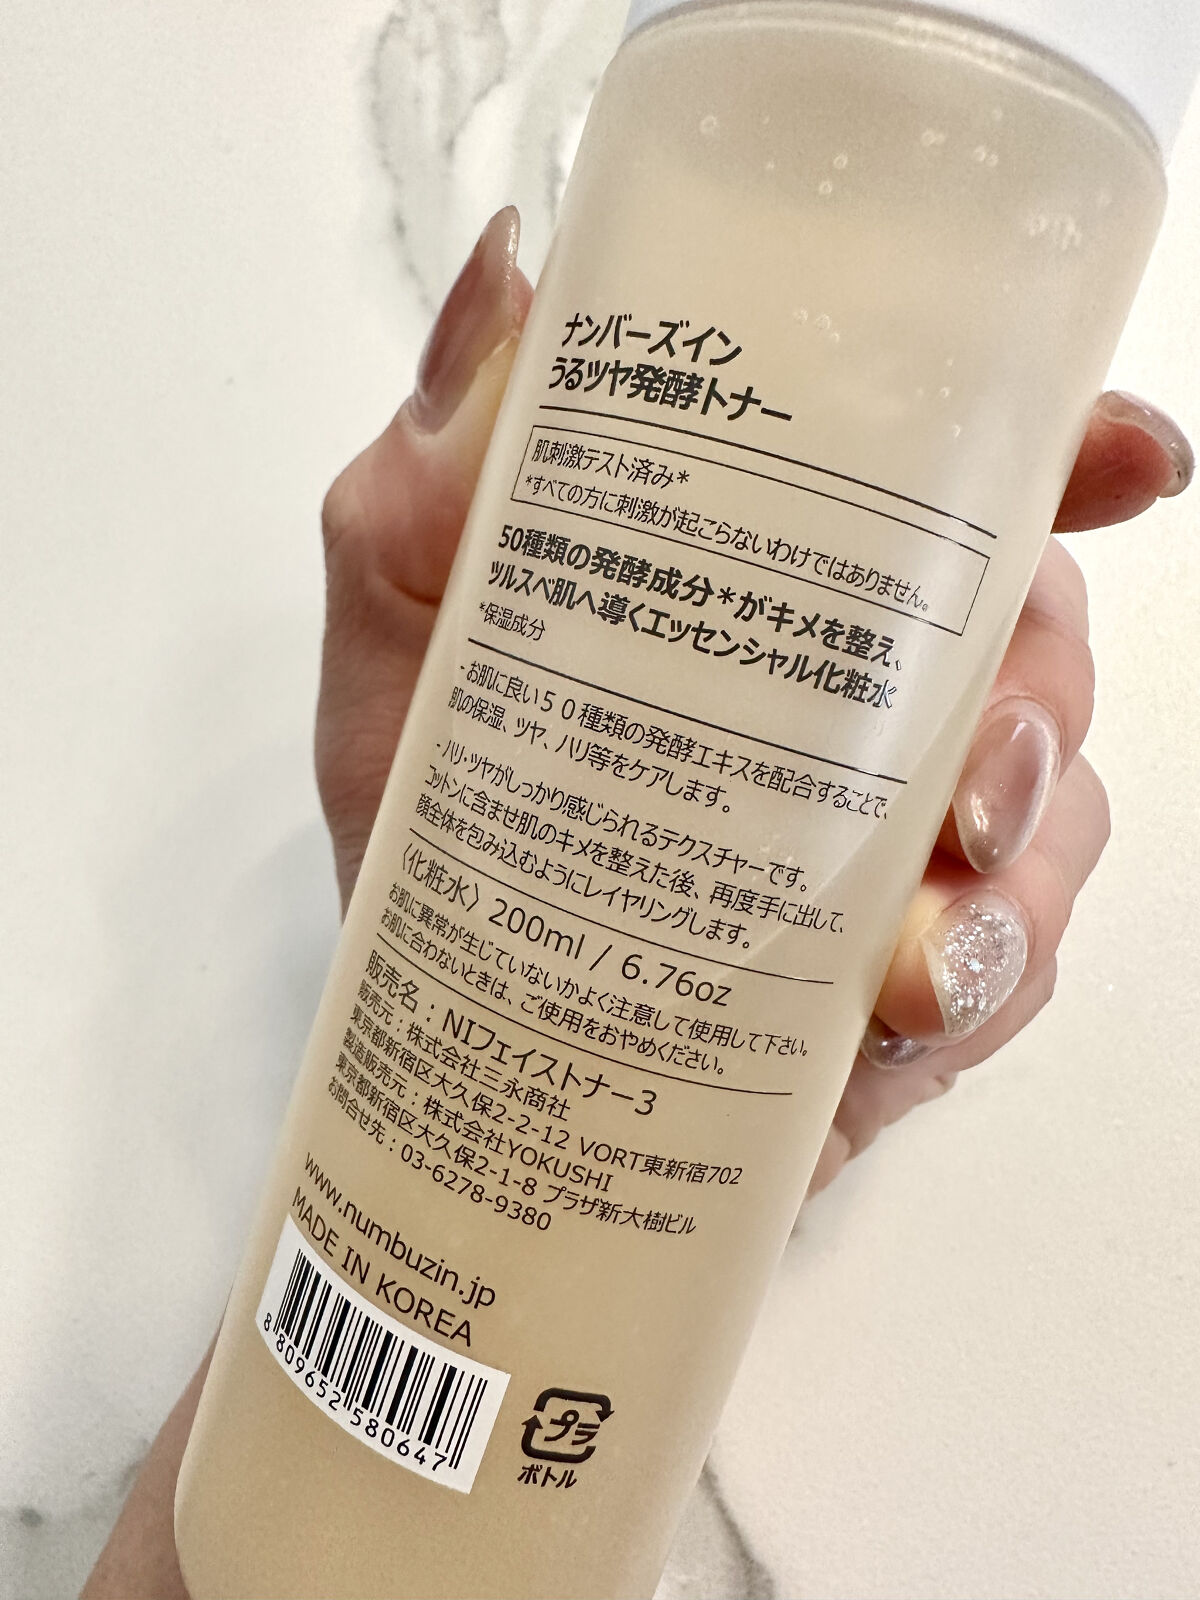 ナンバーズイン
うるツヤ発酵トナー
肌刺激テスト済み*
*すべての方に刺激が起こらないわけではありません。
50種類の発酵成分*がキメを整え、
ツルスベ肌へ導くエッセンシャル化粧水
*保湿成分
- お肌に良い50種類の発酵エキスを配合することで、
肌の保湿、ツヤ、ハリ等をケアします。
- ハリ・ツヤがしっかり感じられるテクスチャーです。
コットンに含ませ肌のキメを整えた後、再度手に出して、
顔全体を包み込むようにレイヤリングします。
〈化粧水〉200ml / 6.76oz
お肌に異常が生じていないかよく注意して使用して下さい。
お肌に合わないときは、ご使用をおやめください。
販売名：NIフェイストナー3
販売元：株式会社三永商社
東京都新宿区大久保2-2-12 VORT東新宿702
製造販売元：株式会社YOKUSHI
東京都新宿区大久保2-1-8 プラザ新大樹ビル
お問合せ先：03-6278-9380
www.numbuzin.jp
MADE IN KOREA
8 809652 580647
プラ
ボトル